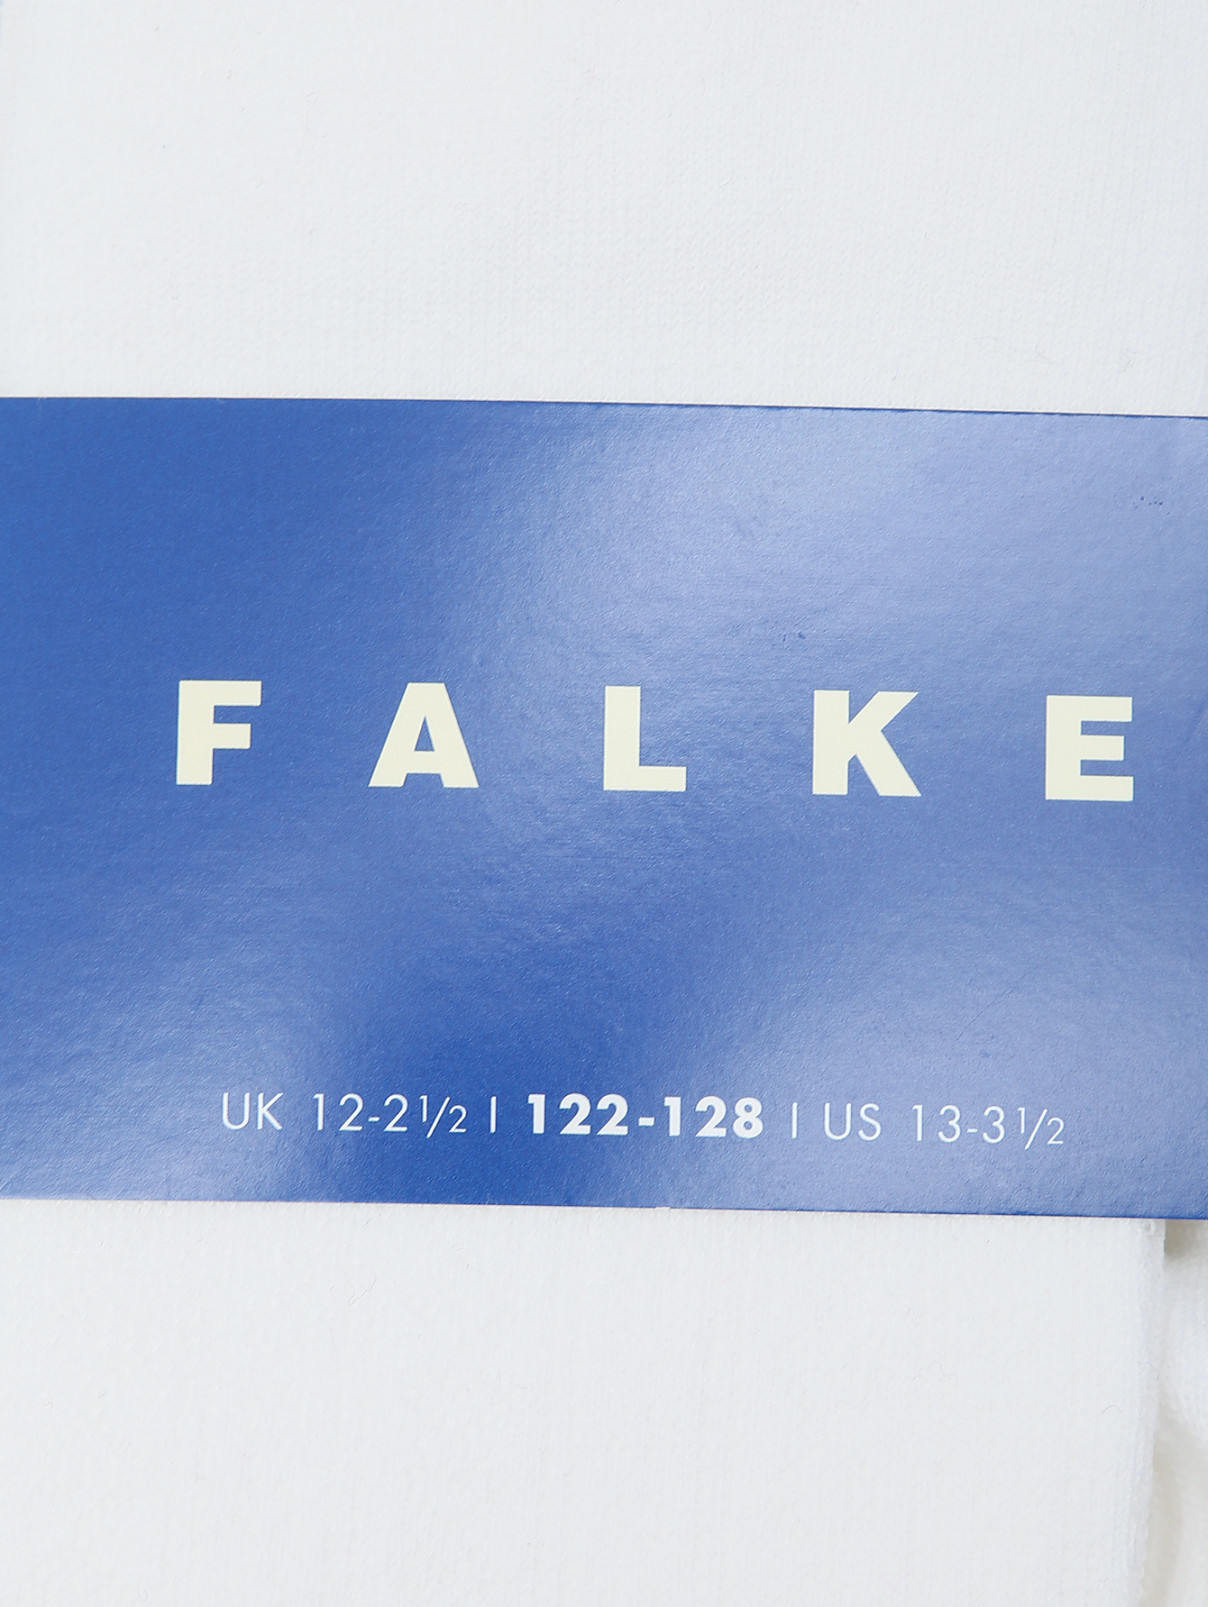 FALKE
UK 12-2½ | 122-128 | US 13-3½